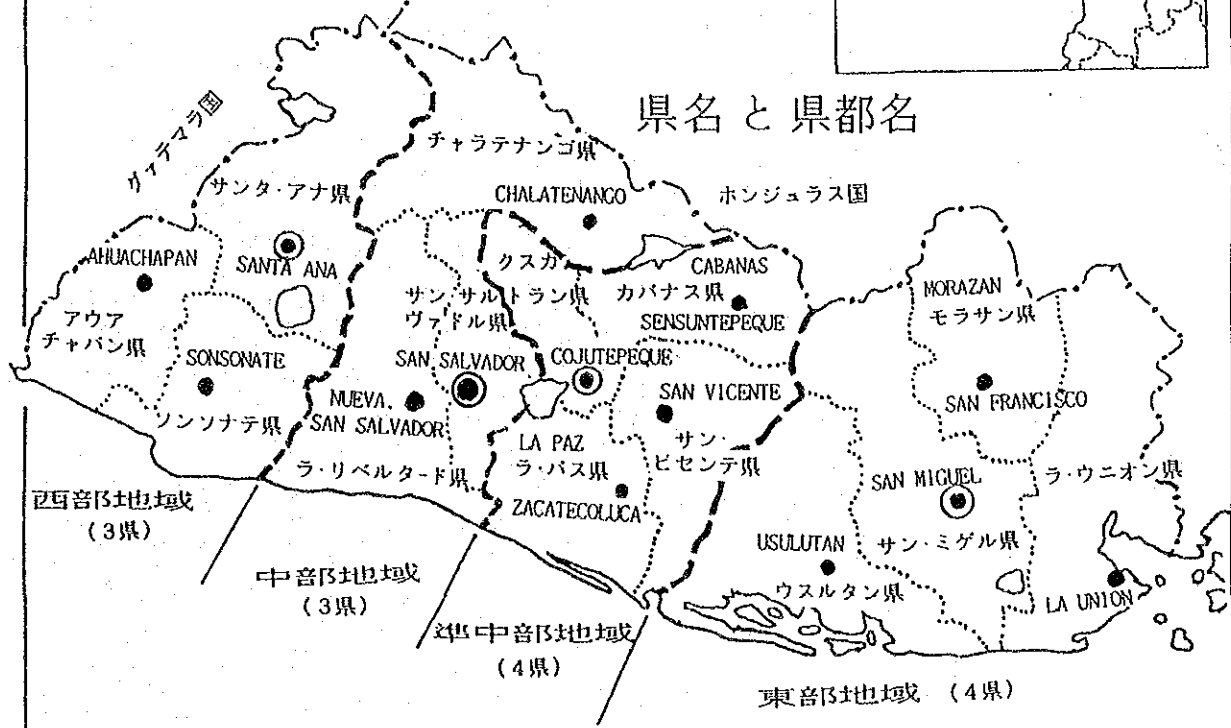 県名と県都名
グァテマラ国
チャラテナンゴ県
サンタ・アナ県
CHALATENANGO
ホンジュラス国
AHUACHAPAN
SANTA ANA
クスカ
トラン県
CABANAS
カバナス県
SENSUNTEPEQUE
MORAZAN
モラサン県
アウア
チャパン県
サン・サル
ヴァドル県
SONSONATE
SAN SALVADOR
COJUTEPEQUE
SAN VICENTE
SAN FRANCISCO
NUEVA
SAN SALVADOR
ソンソナテ県
LA PAZ
ラ・パス県
サン・
ビセンテ県
ラ・リベルタード県
ZACATECOLUCA
SAN MIGUEL
ラ・ウニオン県
USULUTAN
サン・ミゲル県
ウスルタン県
LA UNION
西部地域
(3県)
中部地域
(3県)
準中部地域
(4県)
東部地域 (4県)